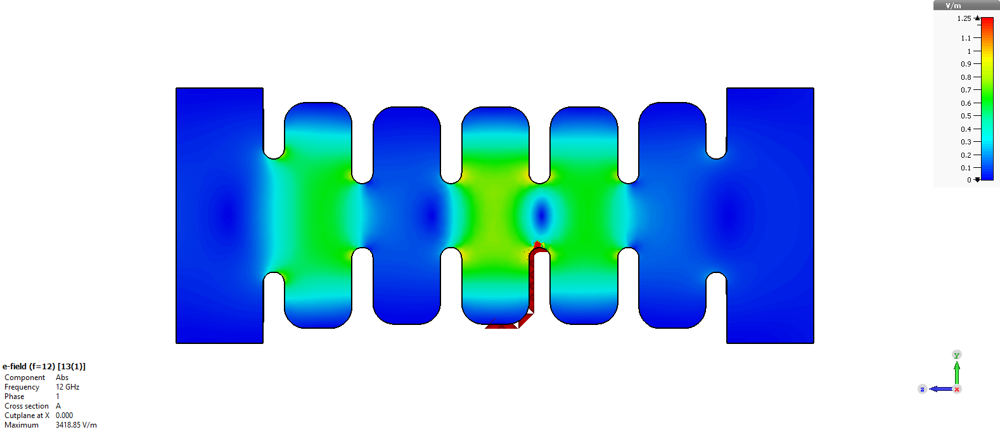 V/m
1.25
1.1
1
0.9
0.8
0.7
0.6
0.5
0.4
0.3
0.2
0.1
0
e-field (f=12) [13(1)]
Component Abs
Frequency 12 GHz
Phase 1
Cross section A
Cutplane at X 0.000
Maximum 3418.85 V/m
y
z x